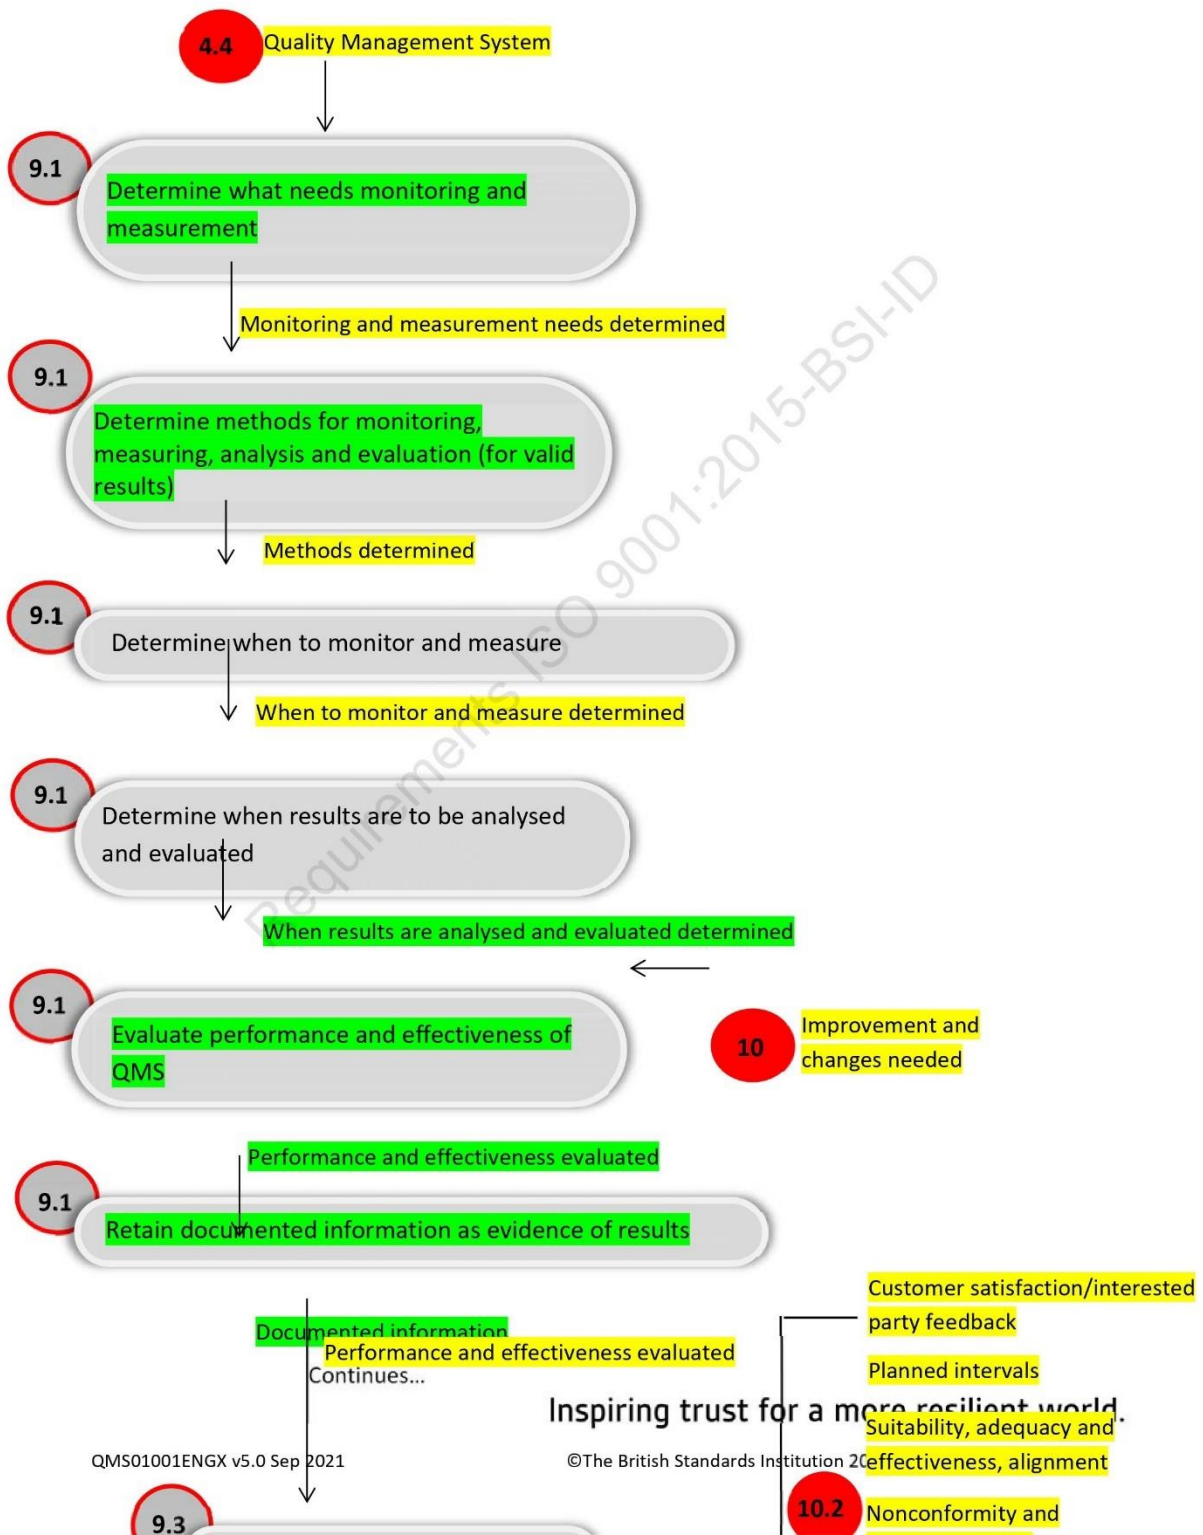 4.4 Quality Management System
9.1
Determine what needs monitoring and
measurement
Monitoring and measurement needs determined
9.1
Determine methods for monitoring,
measuring, analysis and evaluation (for valid
results)
Methods determined
9.1
Determine when to monitor and measure
When to monitor and measure determined
9.1
Determine when results are to be analysed
and evaluated
When results are analysed and evaluated determined
9.1
Evaluate performance and effectiveness of
QMS
10
Improvement and
changes needed
Performance and effectiveness evaluated
9.1
Retain documented information as evidence of results
Customer satisfaction/interested
party feedback
Documented information
Performance and effectiveness evaluated
Continues...
Planned intervals
Inspiring trust for a more resilient world.
Suitability, adequacy and
effectiveness, alignment
QMS01001ENGX v5.0 Sep 2021
©The British Standards Institution 20
9.3
10.2
Nonconformity and
Requirements ISO 9001:2015-BSI-ID